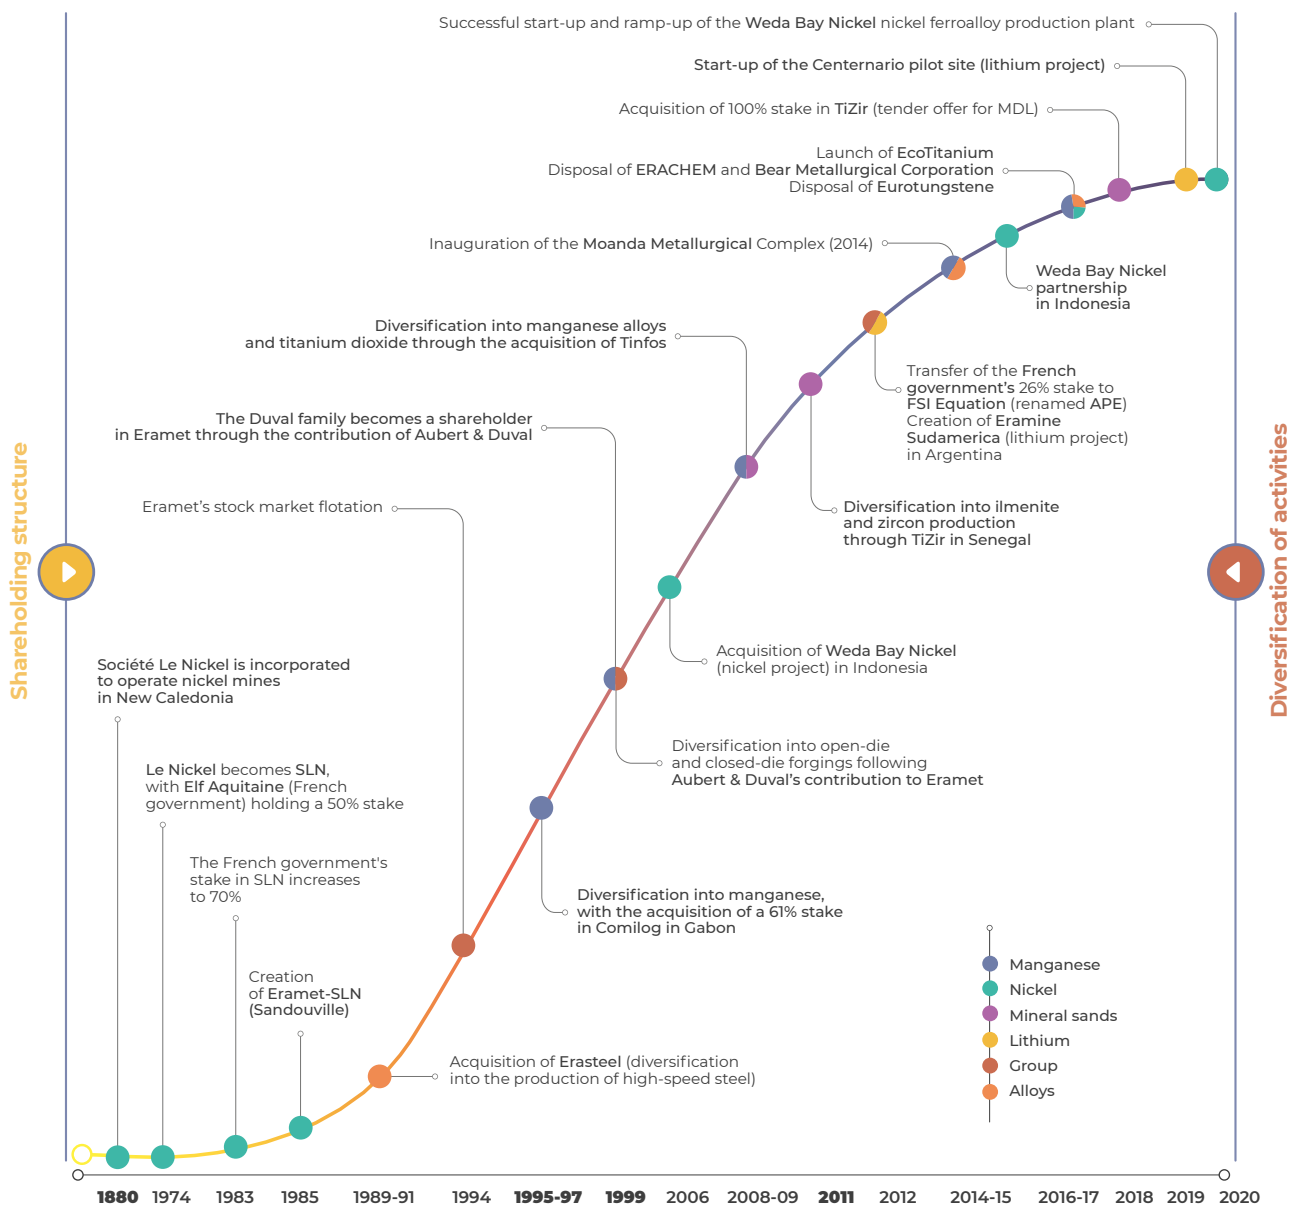 Successful start-up and ramp-up of the Weda Bay Nickel nickel ferroalloy production plant
Start-up of the Centernario pilot site (lithium project)
Acquisition of 100% stake in TiZir (tender offer for MDL)
Launch of EcoTitanium
Disposal of ERACHEM and Bear Metallurgical Corporation
Disposal of Eurotungstene
Inauguration of the Moanda Metallurgical Complex (2014)
Weda Bay Nickel
partnership
in Indonesia
Diversification into manganese alloys
and titanium dioxide through the acquisition of Tinfos
Transfer of the French
government's 26% stake to
FSI Equation (renamed APE)
Creation of Eramine
Sudamerica (lithium project)
in Argentina
The Duval family becomes a shareholder
in Eramet through the contribution of Aubert & Duval
Eramet's stock market flotation
Diversification into ilmenite
and zircon production
through TiZir in Senegal
Shareholding structure
Diversification of activities
Acquisition of Weda Bay Nickel
(nickel project) in Indonesia
Société Le Nickel is incorporated
to operate nickel mines
in New Caledonia
Diversification into open-die
and closed-die forgings following
Aubert & Duval's contribution to Eramet
Le Nickel becomes SLN,
with Elf Aquitaine (French
government) holding a 50% stake
The French government's
stake in SLN increases
to 70%
Diversification into manganese,
with the acquisition of a 61% stake
in Comilog in Gabon
Creation
of Eramet-SLN
(Sandouville)
Acquisition of Erasteel (diversification
into the production of high-speed steel)
Manganese
Nickel
Mineral sands
Lithium
Group
Alloys
1880 1974 1983 1985 1989-91 1994 1995-97 1999 2006 2008-09 2011 2012 2014-15 2016-17 2018 2019 2020